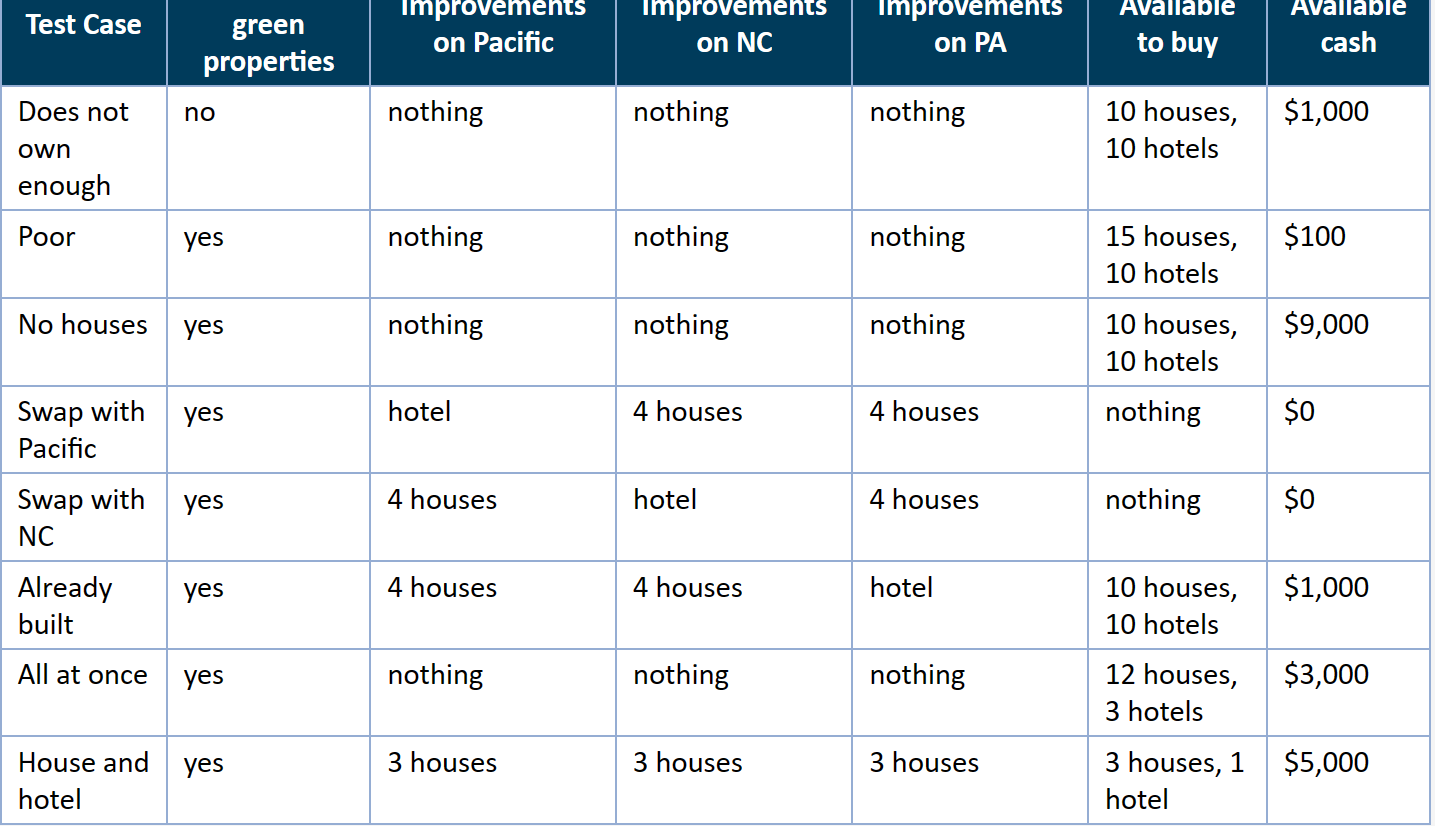 Test Case
green
properties
Improvements
on Pacific
Improvements
on NC
Improvements
on PA
Available
to buy
Available
cash
Does not
own
enough
no
nothing
nothing
nothing
10 houses,
10 hotels
$1,000
Poor
yes
nothing
nothing
nothing
15 houses,
10 hotels
$100
No houses
yes
nothing
nothing
nothing
10 houses,
10 hotels
$9,000
Swap with
Pacific
yes
hotel
4 houses
4 houses
nothing
$0
Swap with
NC
yes
4 houses
hotel
4 houses
nothing
$0
Already
built
yes
4 houses
4 houses
hotel
10 houses,
10 hotels
$1,000
All at once
yes
nothing
nothing
nothing
12 houses,
3 hotels
$3,000
House and
hotel
yes
3 houses
3 houses
3 houses
3 houses, 1
hotel
$5,000